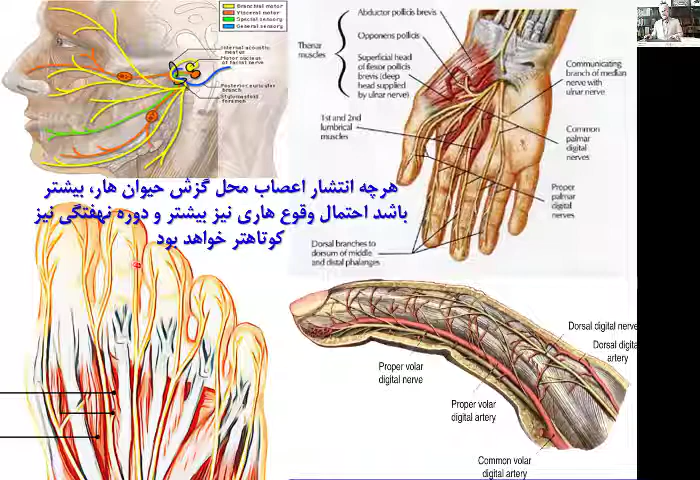 Branchial motor
Visceral motor
Special sensory
General sensory
Internal acoustic
meatus
Motor nucleus
of facial nerve
Posterior auricular
branch
Stylomastoid
foramen
Abductor pollicis brevis
Opponens pollicis
Thenar
muscles
Superficial head
of flexor pollicis
brevis (deep
head supplied
by ulnar nerve)
1st and 2nd
lumbrical
muscles
Dorsal branches to
dorsum of middle
and distal phalanges
Communicating
branch of median
nerve with
ulnar nerve
Common
palmar
digital
nerves
Proper
palmar
digital
nerves
هرچه انتشار اعصاب محل گزش حیوان هار، بیشتر
باشد احتمال وقوع هاری نیز بیشتر و دوره نهفتگی نیز
کوتاهتر خواهد بود
Dorsal digital nerve
Dorsal digita
artery
Proper volar
digital nerve
Proper volar
digital artery
Common volar
digital artery